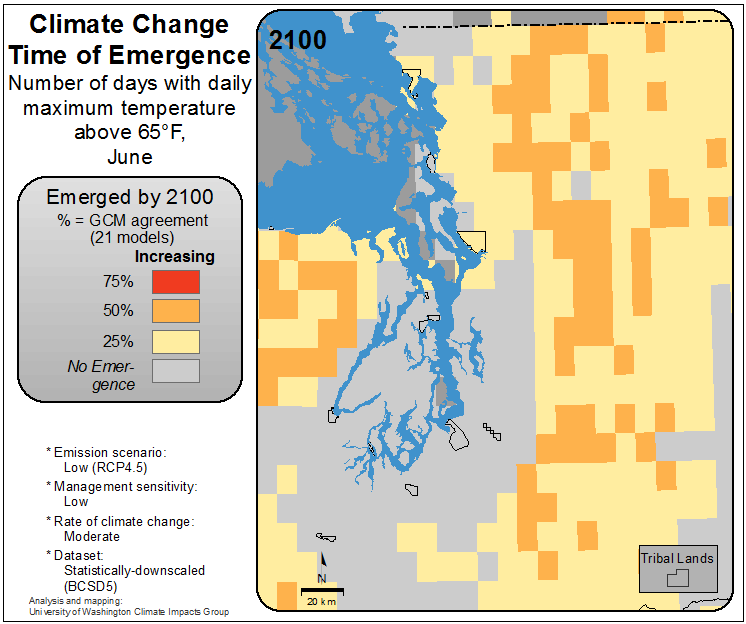 Climate Change
Time of Emergence
Number of days with daily
maximum temperature
above 65°F,
June
Emerged by 2100
% = GCM agreement
(21 models)
Increasing
75%
50%
25%
No Emer-
gence
* Emission scenario:
Low (RCP4.5)
* Management sensitivity:
Low
* Rate of climate change:
Moderate
* Dataset:
Statistically-downscaled
(BCSD5)
Analysis and mapping:
University of Washington Climate Impacts Group
2100
N
20 km
Tribal Lands